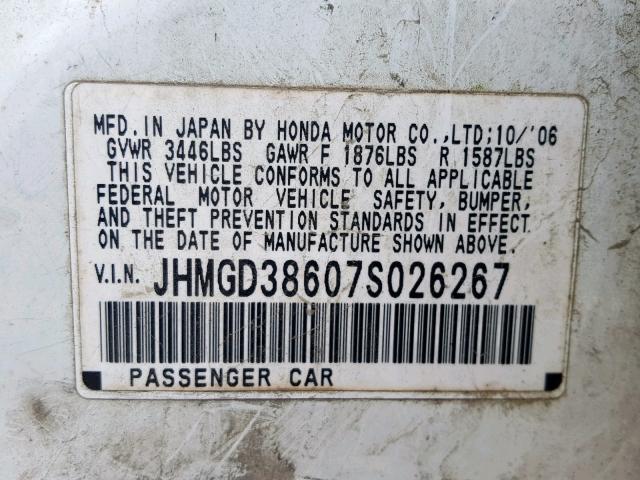 MFD. IN JAPAN BY HONDA MOTOR CO.,LTD; 10/'06
GVWR 3446LBS GAWR F 1876LBS R 1587LBS
THIS VEHICLE CONFORMS TO ALL APPLICABLE
FEDERAL MOTOR VEHICLE SAFETY, BUMPER,
AND THEFT PREVENTION STANDARDS IN EFFECT
ON THE DATE OF MANUFACTURE SHOWN ABOVE.
V.I.N. JHMGD38607S026267
PASSENGER CAR